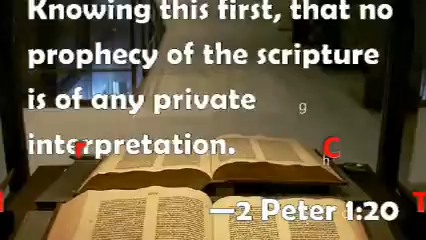 Knowing this first, that no
prophecy of the scripture
is of any private
g
interpretation.
r
C
h
—2 Peter 1:20
T